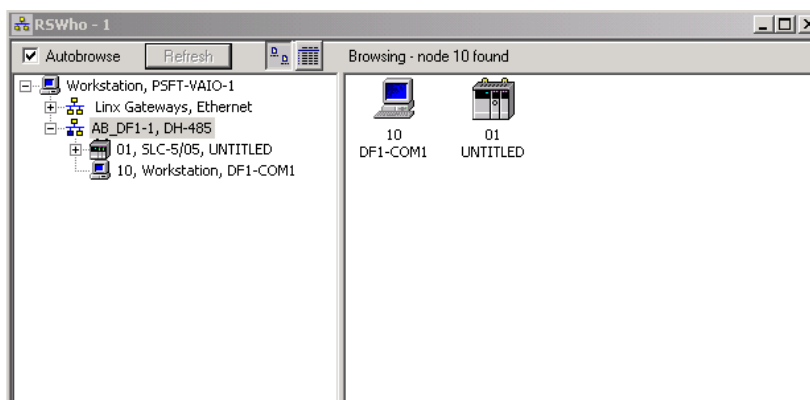 RSWho - 1
Autobrowse Refresh Browsing - node 10 found
Workstation, PSFT-VAIO-1
Linx Gateways, Ethernet
AB_DF1-1, DH-485
01, SLC-5/05, UNTITLED
10, Workstation, DF1-COM1
10
DF1-COM1
01
UNTITLED